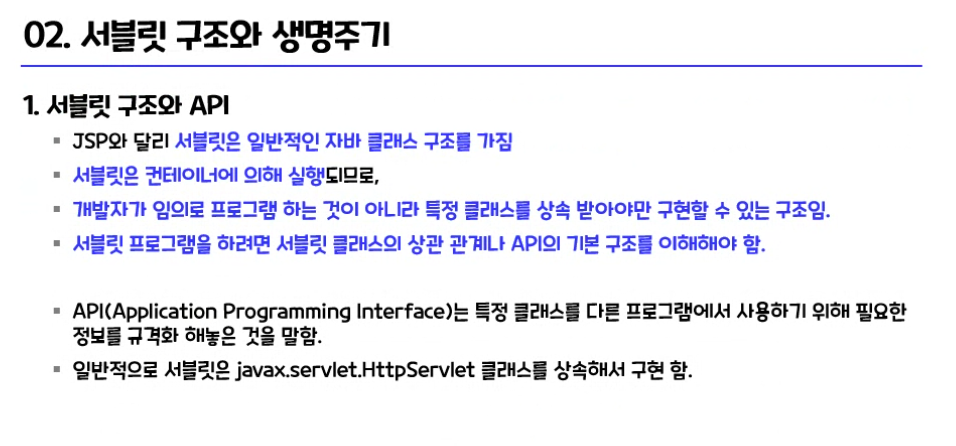 02. 서블릿 구조와 생명주기
1. 서블릿 구조와 API
JSP와 달리 서블릿은 일반적인 자바 클래스 구조를 가짐
서블릿은 컨테이너에 의해 실행되므로,
개발자가 임의로 프로그램 하는 것이 아니라 특정 클래스를 상속 받아야만 구현할 수 있는 구조임.
서블릿 프로그램을 하려면 서블릿 클래스의 상관 관계나 API의 기본 구조를 이해해야 함.
API(Application Programming Interface)는 특정 클래스를 다른 프로그램에서 사용하기 위해 필요한
정보를 규격화 해놓은 것을 말함.
일반적으로 서블릿은 javax.servlet.HttpServlet 클래스를 상속해서 구현 함.